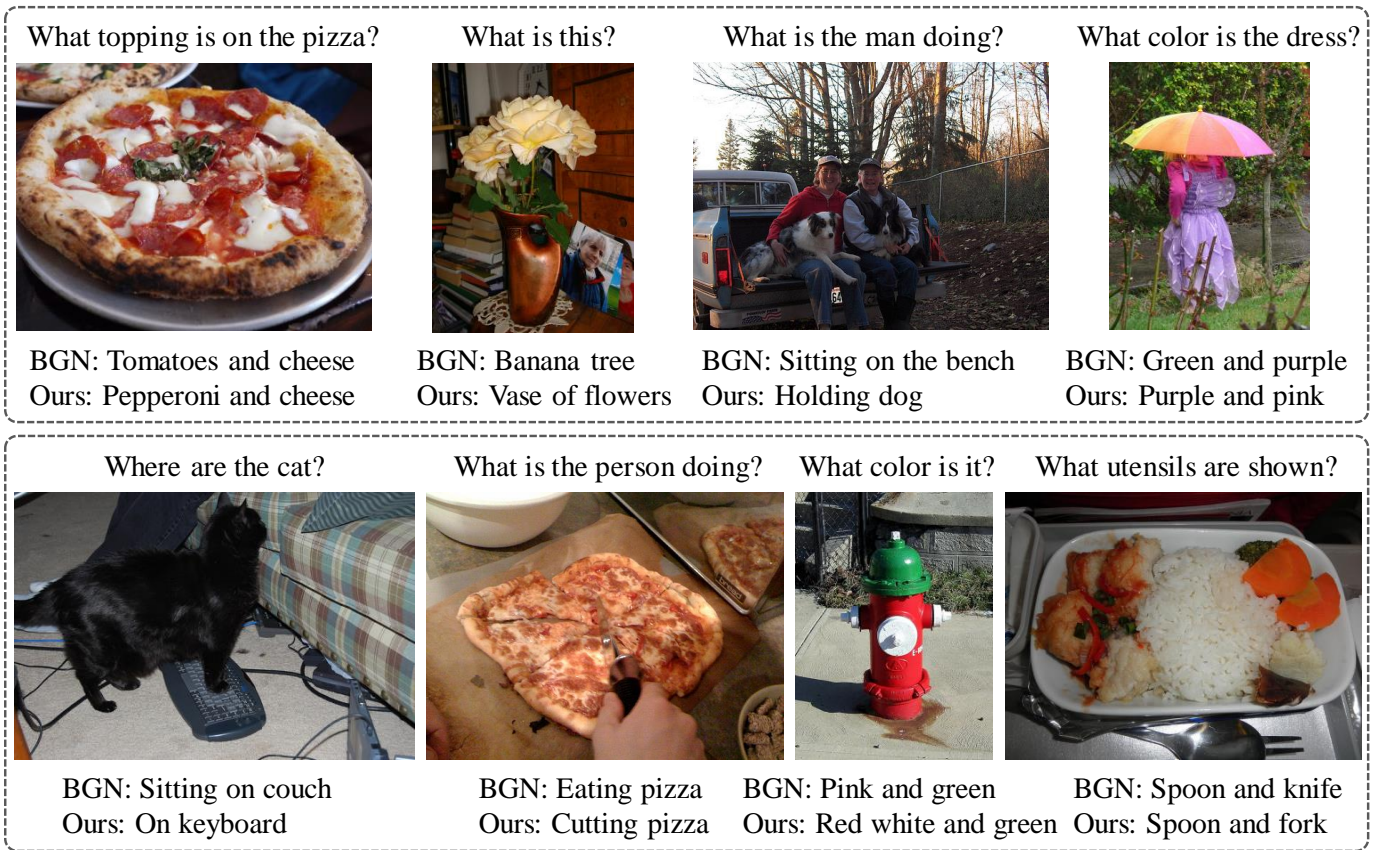 What topping is on the pizza?
What is this?
What is the man doing?
What color is the dress?
64
BGN: Tomatoes and cheese
Ours: Pepperoni and cheese
BGN: Banana tree
Ours: Vase of flowers
BGN: Sitting on the bench
Ours: Holding dog
BGN: Green and purple
Ours: Purple and pink
Where are the cat?
What is the person doing?
What color is it?
What utensils are shown?
BGN: Sitting on couch
Ours: On keyboard
BGN: Eating pizza
Ours: Cutting pizza
BGN: Pink and green
Ours: Red white and green
BGN: Spoon and knife
Ours: Spoon and fork